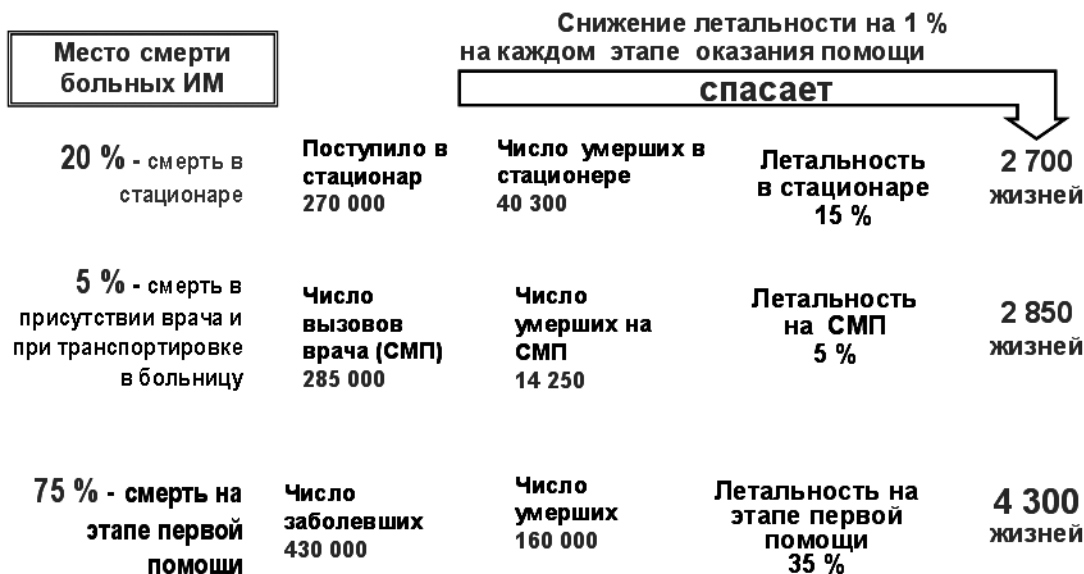 Место смерти
больных ИМ
Снижение летальности на 1 %
на каждом этапе оказания помощи
спасает
20 % - смерть в
стационаре
Поступило в
стационар
270 000
Число умерших в
стационере
40 300
Летальность
в стационаре
15 %
2 700
жизней
5 % - смерть в
присутствии врача и
при транспортировке
в больницу
Число
вызовов
врача (СМП)
285 000
Число
умерших на
СМП
14 250
Летальность
на СМП
5 %
2 850
жизней
75 % - смерть на
этапе первой
помощи
Число
заболевших
430 000
Число
умерших
160 000
Летальность на
этапе первой
помощи
35 %
4 300
жизней